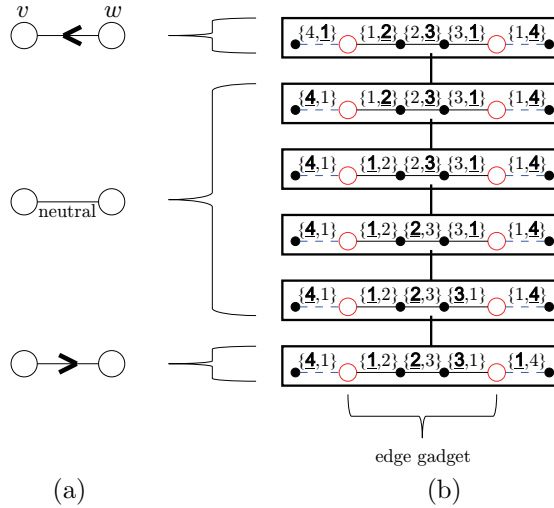 v w
{4,1} {1,2} {2,3} {3,1} {1,4}
{4,1} {1,2} {2,3} {3,1} {1,4}
{4,1} {1,2} {2,3} {3,1} {1,4}
neutral
{4,1} {1,2} {2,3} {3,1} {1,4}
{4,1} {1,2} {2,3} {3,1} {1,4}
{4,1} {1,2} {2,3} {3,1} {1,4}
edge gadget
(a) (b)